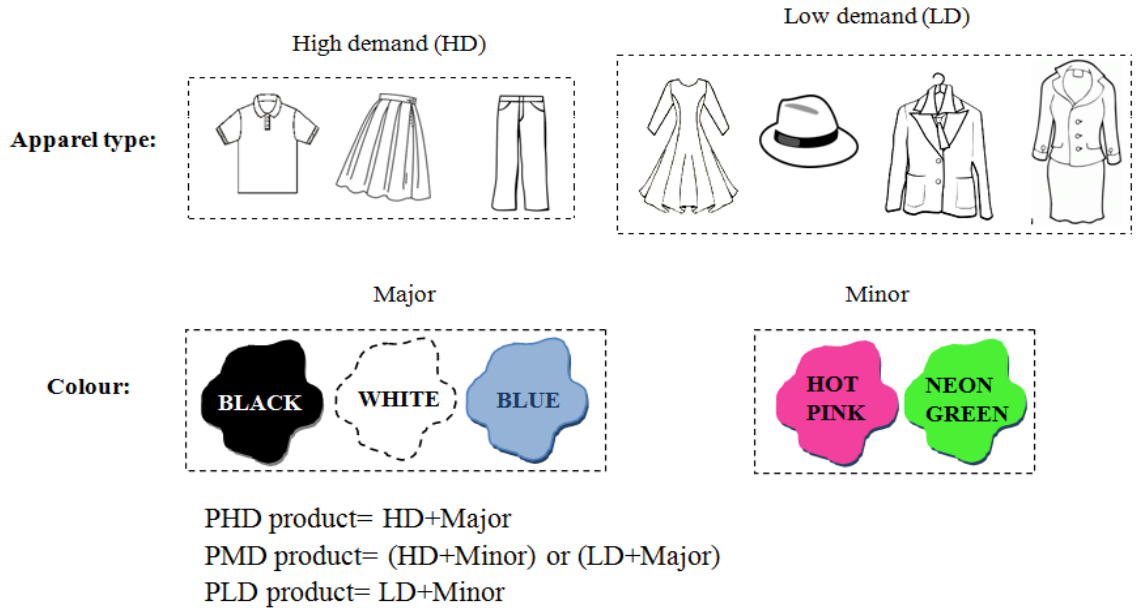 High demand (HD)
Low demand (LD)
Apparel type:
Major
Minor
Colour:
BLACK
WHITE
BLUE
HOT
PINK
NEON
GREEN
PHD product= HD+Major
PMD product= (HD+Minor) or (LD+Major)
PLD product= LD+Minor